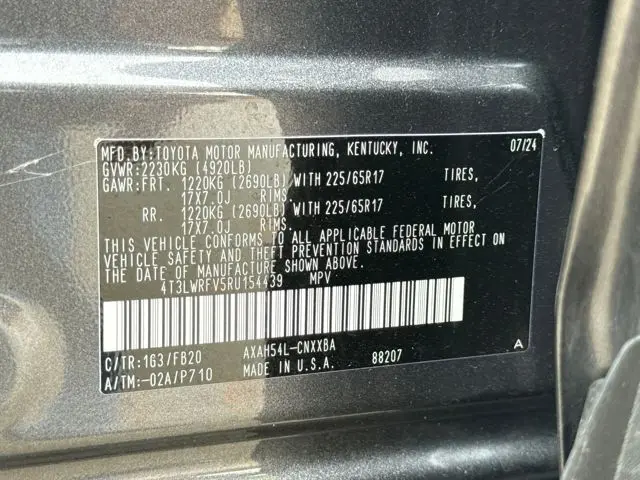 MFD.BY:TOYOTA MOTOR MANUFACTURING, KENTUCKY, INC. 07/24
GVWR:2230KG (4920LB)
GAWR:FRT. 1220KG (2690LB) WITH 225/65R17 TIRES,
17X7.0J RIMS.
RR. 1220KG (2690LB) WITH 225/65R17 TIRES,
17X7.0J RIMS.
THIS VEHICLE CONFORMS TO ALL APPLICABLE FEDERAL MOTOR
VEHICLE SAFETY AND THEFT PREVENTION STANDARDS IN EFFECT ON
THE DATE OF MANUFACTURE SHOWN ABOVE.
4T3LWRFV5RU154439 MPV
C/TR:163/FB20 AXAH54L-CNXXBA
A/TM:-02A/P710 MADE IN U.S.A. 88207 A